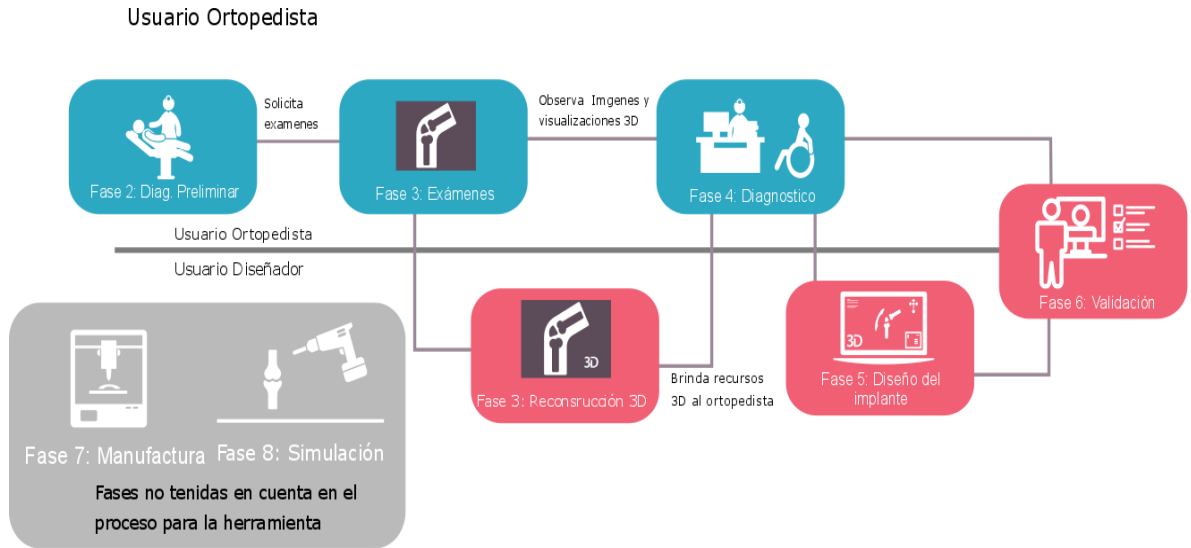 Usuario Ortopedista
Solicita
examenes
Observa Imgenes y
visualizaciones 3D
Fase 2: Diag. Preliminar
Fase 3: Exámenes
Fase 4: Diagnostico
Usuario Ortopedista
Usuario Diseñador
Fase 6: Validación
3D
3D
Fase 3: Reconsrucción 3D
Brinda recursos
3D al ortopedista
Fase 5: Diseño del
implante
Fase 7: Manufactura
Fase 8: Simulación
Fases no tenidas en cuenta en el
proceso para la herramienta